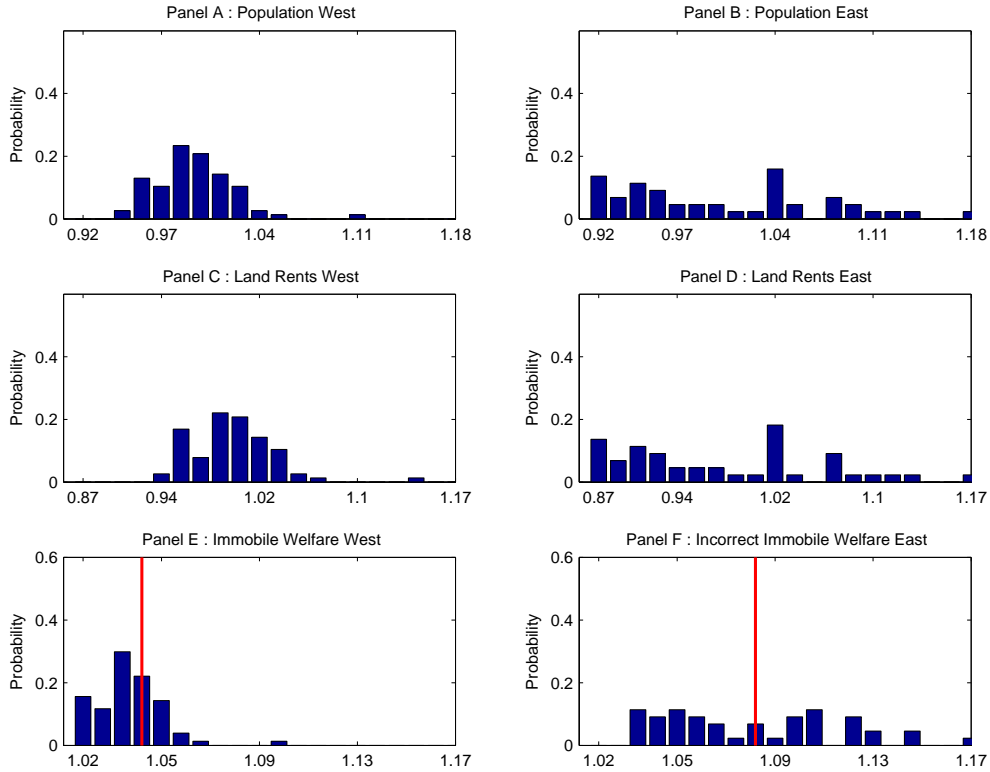 Panel A : Population West
Probability
0.4
0.2
0
0.92 0.97 1.04 1.11 1.18
Panel B : Population East
Probability
0.4
0.2
0
0.92 0.97 1.04 1.11 1.18
Panel C : Land Rents West
Probability
0.4
0.2
0
0.87 0.94 1.02 1.1 1.17
Panel D : Land Rents East
Probability
0.4
0.2
0
0.87 0.94 1.02 1.1 1.17
Panel E : Immobile Welfare West
Probability
0.6
0.4
0.2
0
1.02 1.05 1.09 1.13 1.17
Panel F : Incorrect Immobile Welfare East
Probability
0.6
0.4
0.2
0
1.02 1.05 1.09 1.13 1.17